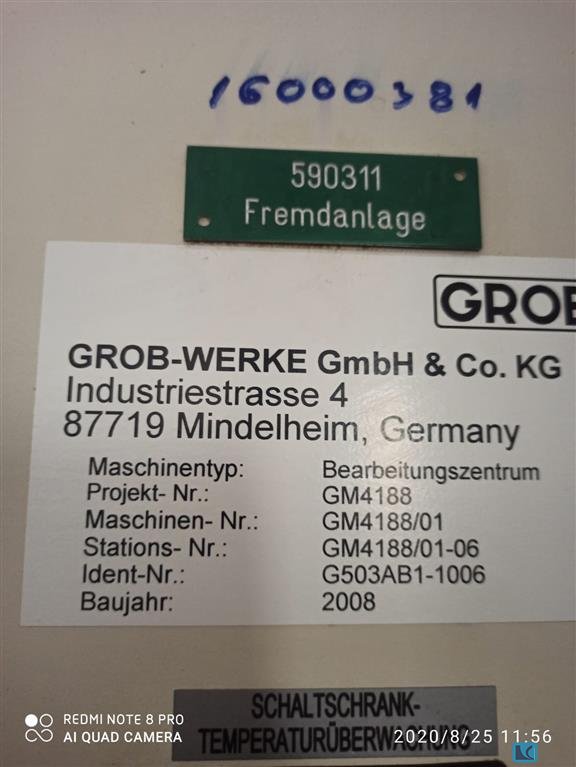 16000381
590311
Fremdanlage
GROB
GROB-WERKE GmbH & Co. KG
Industriestrasse 4
87719 Mindelheim, Germany
Maschinentyp: Bearbeitungszentrum
Projekt- Nr.: GM4188
Maschinen- Nr.: GM4188/01
Stations- Nr.: GM4188/01-06
Ident-Nr.: G503AB1-1006
Baujahr: 2008
SCHALTSCHRANK-
TEMPERATURÜBERWACHUNG
REDMI NOTE 8 PRO
AI QUAD CAMERA
2020/8/25 11:56